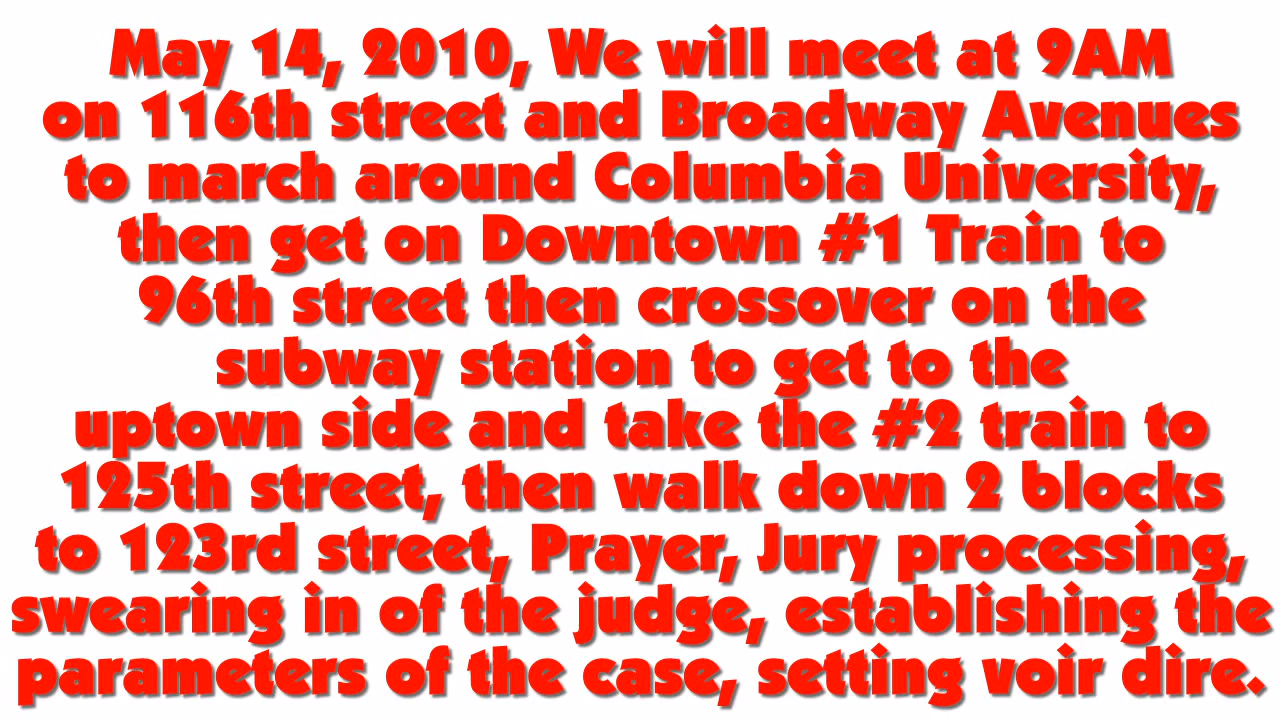 May 14, 2010, We will meet at 9AM
on 116th street and Broadway Avenues
to march around Columbia University,
then get on Downtown #1 Train to
96th street then crossover on the
subway station to get to the
uptown side and take the #2 train to
125th street, then walk down 2 blocks
to 123rd street, Prayer, Jury processing,
swearing in of the judge, establishing the
parameters of the case, setting voir dire.